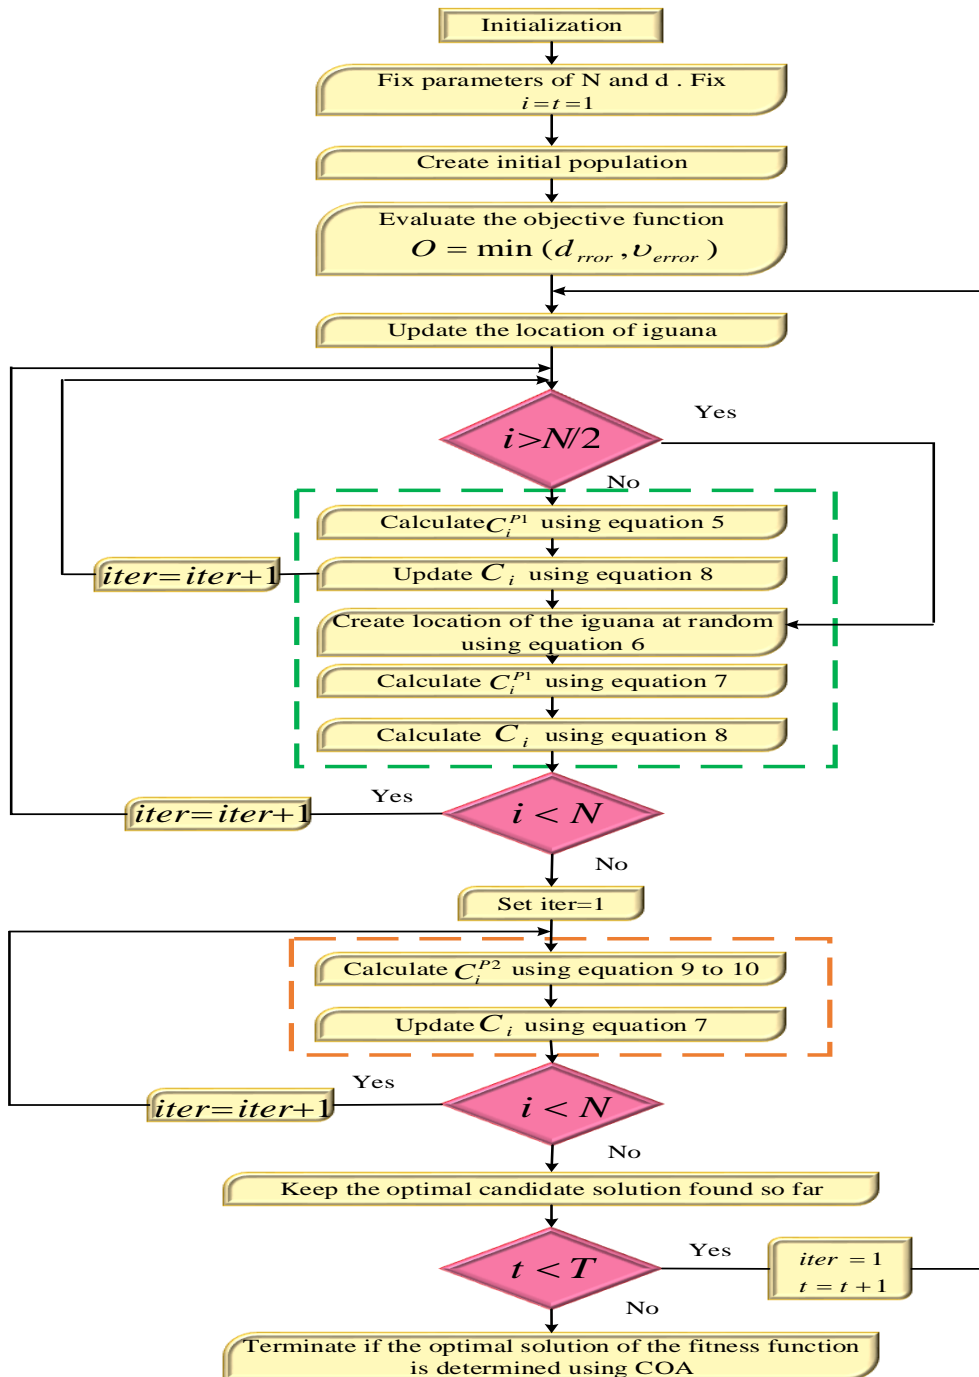 Initialization
Fix parameters of N and d . Fix
i=t=1
Create initial population
Evaluate the objective function
O = min (d_rror, υ_error)
Update the location of iguana
Yes
i>N/2
No
Calculate C_i^P1 using equation 5
iter=iter+1
Update C_i using equation 8
Create location of the iguana at random
using equation 6
Calculate C_i^P1 using equation 7
Calculate C_i using equation 8
Yes
iter=iter+1
i < N
No
Set iter=1
Calculate C_i^P2 using equation 9 to 10
Update C_i using equation 7
Yes
iter=iter+1
i < N
No
Keep the optimal candidate solution found so far
Yes
t < T
iter = 1
t = t + 1
No
Terminate if the optimal solution of the fitness function
is determined using COA